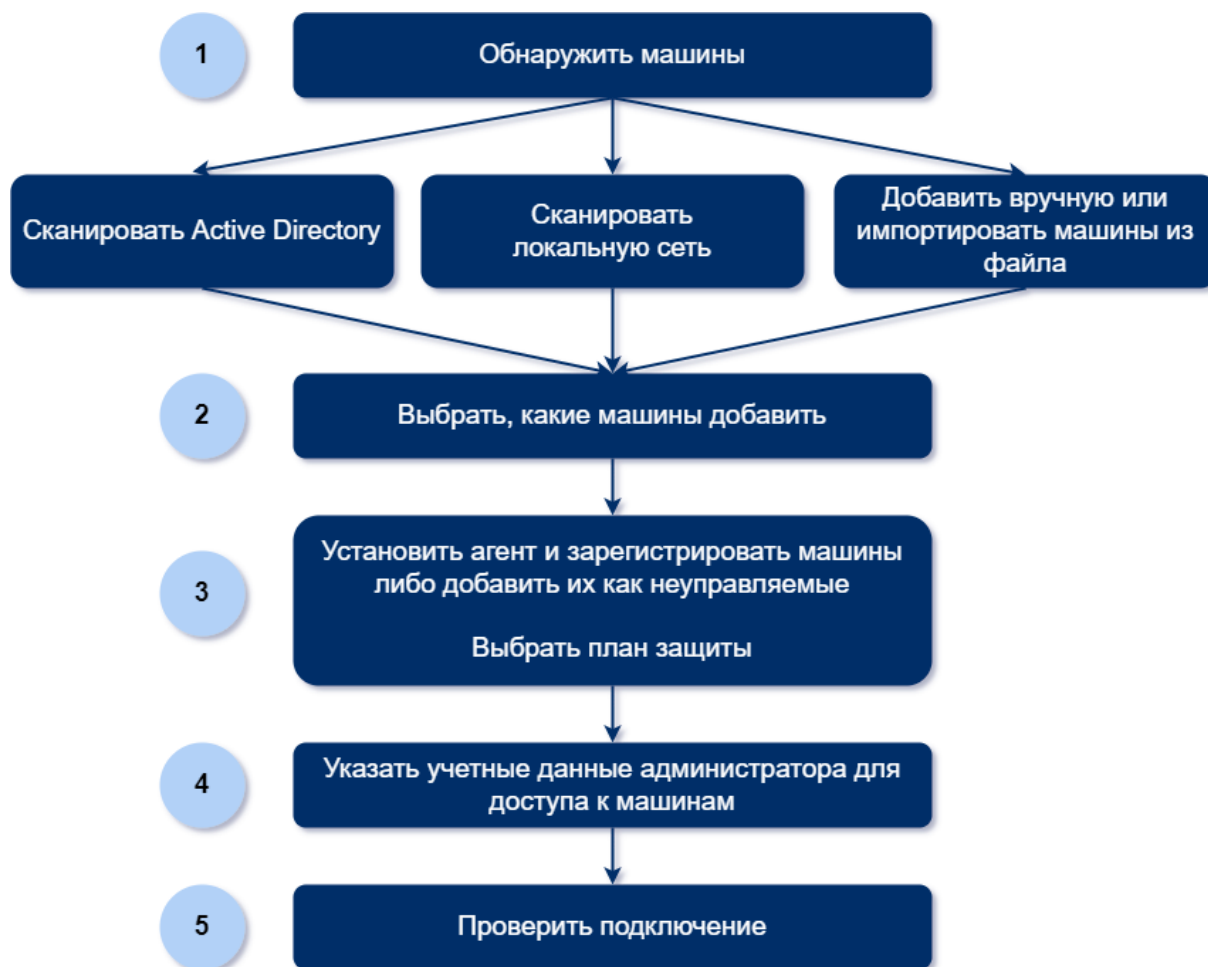 1
Обнаружить машины
Сканировать Active Directory
Сканировать
локальную сеть
Добавить вручную или
импортировать машины из
файла
2
Выбрать, какие машины добавить
3
Установить агент и зарегистрировать машины
либо добавить их как неуправляемые
Выбрать план защиты
4
Указать учетные данные администратора для
доступа к машинам
5
Проверить подключение